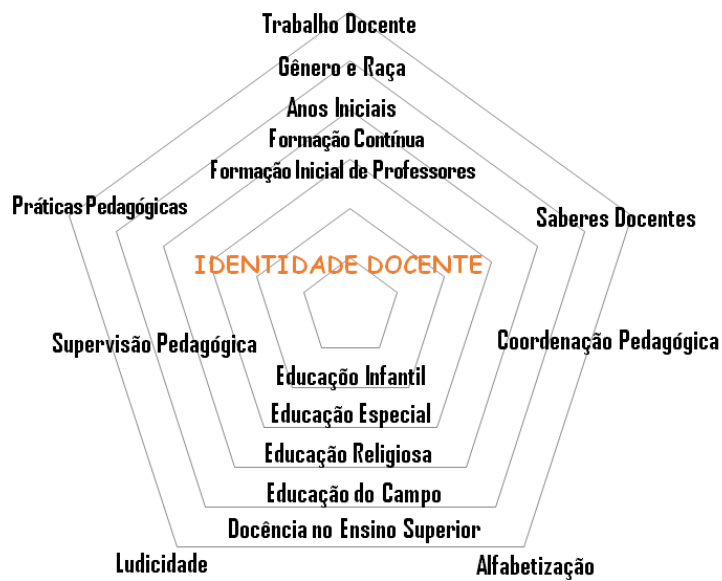 Trabalho Docente
Gênero e Raça
Anos Iniciais
Formação Contínua
Formação Inicial de Professores
Práticas Pedagógicas
Saberes Docentes
IDENTIDADE DOCENTE
Supervisão Pedagógica
Coordenação Pedagógica
Educaçõo Infantil
Educação Especial
Educação Religiosa
Educação do Campo
Docência no Ensino Superior
Ludicidade
Alfabetização